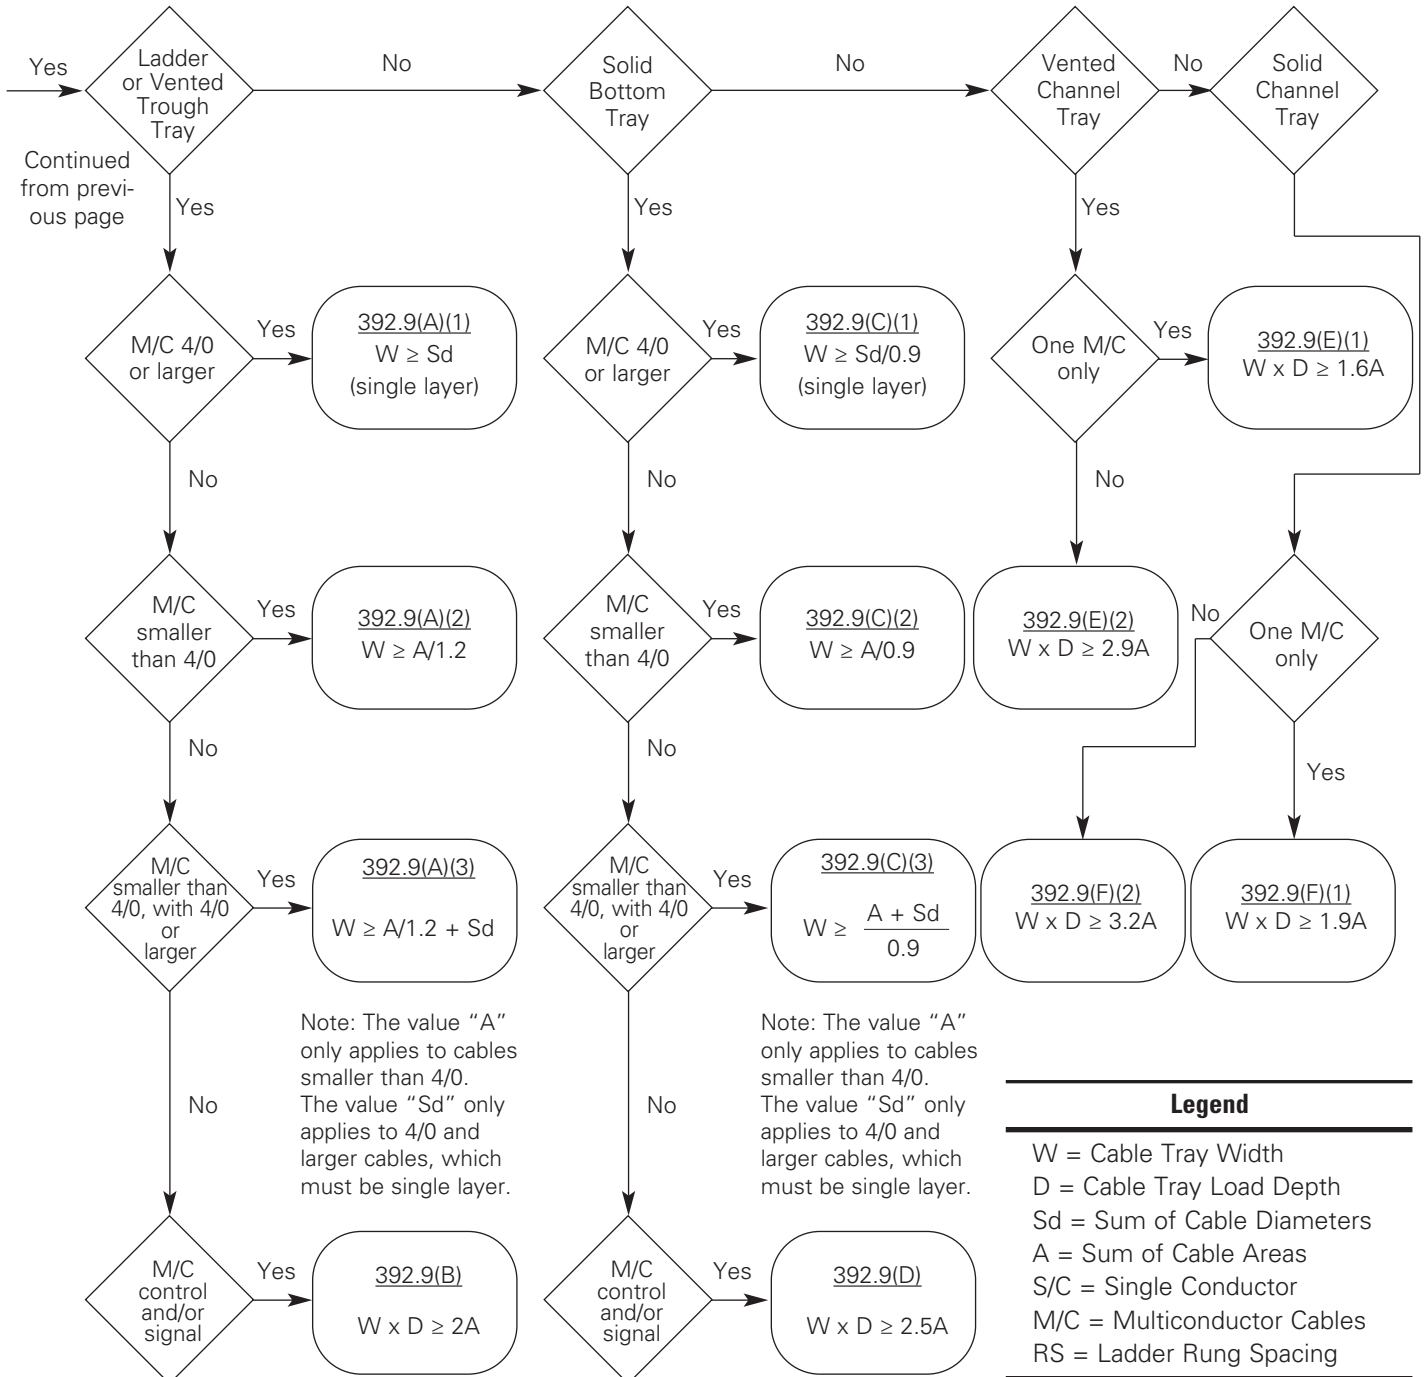 Yes
Ladder
or Vented
Trough
Tray
No
Solid
Bottom
Tray
No
Vented
Channel
Tray
No
Solid
Channel
Tray
Continued
from previ-
ous page
Yes
Yes
Yes
M/C 4/0
or larger
Yes
392.9(A)(1)
W ≥ Sd
(single layer)
M/C 4/0
or larger
Yes
392.9(C)(1)
W ≥ Sd/0.9
(single layer)
One M/C
only
Yes
392.9(E)(1)
W x D ≥ 1.6A
No
No
No
M/C
smaller
than 4/0
Yes
392.9(A)(2)
W ≥ A/1.2
M/C
smaller
than 4/0
Yes
392.9(C)(2)
W ≥ A/0.9
392.9(E)(2)
W x D ≥ 2.9A
No
One M/C
only
No
No
Yes
M/C
smaller than
4/0, with 4/0
or
larger
Yes
392.9(A)(3)
W ≥ A/1.2 + Sd
M/C
smaller than
4/0, with 4/0
or
larger
Yes
392.9(C)(3)
W ≥ A + Sd
0.9
392.9(F)(2)
W x D ≥ 3.2A
392.9(F)(1)
W x D ≥ 1.9A
No
Note: The value “A”
only applies to cables
smaller than 4/0.
The value “Sd” only
applies to 4/0 and
larger cables, which
must be single layer.
No
Note: The value “A”
only applies to cables
smaller than 4/0.
The value “Sd” only
applies to 4/0 and
larger cables, which
must be single layer.
M/C
control
and/or
signal
Yes
392.9(B)
W x D ≥ 2A
M/C
control
and/or
signal
Yes
392.9(D)
W x D ≥ 2.5A
Legend
W = Cable Tray Width
D = Cable Tray Load Depth
Sd = Sum of Cable Diameters
A = Sum of Cable Areas
S/C = Single Conductor
M/C = Multiconductor Cables
RS = Ladder Rung Spacing